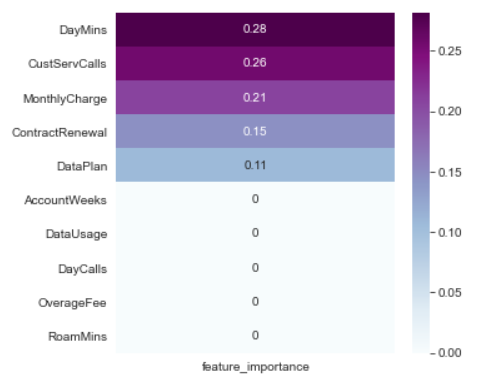 DayMins 0.28
CustServCalls 0.26
MonthlyCharge 0.21
ContractRenewal 0.15
DataPlan 0.11
AccountWeeks 0
DataUsage 0
DayCalls 0
OverageFee 0
RoamMins 0
feature_importance
0.25
0.20
0.15
0.10
0.05
0.00